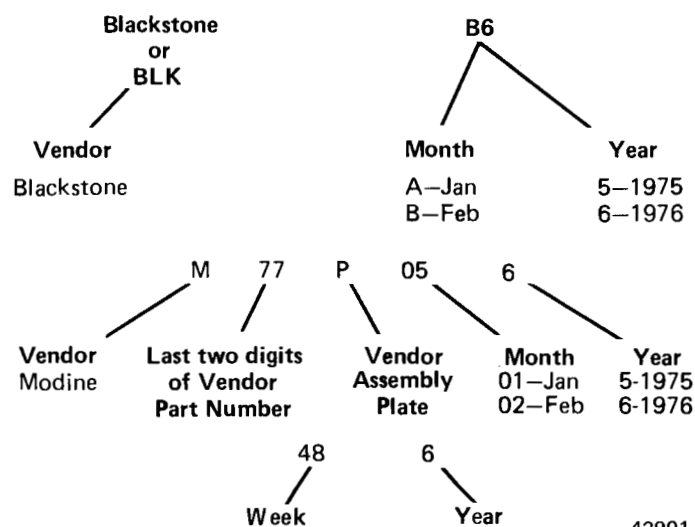 Blackstone
or
BLK
B6
Vendor
Month
Year
Blackstone
A—Jan
5—1975
B—Feb
6—1976
M 77 P 05 6
Vendor
Last two digits
Vendor
Month
Year
Modine
of Vendor
Assembly
01—Jan
5-1975
Part Number
Plate
02—Feb
6-1976
48 6
Week
Year